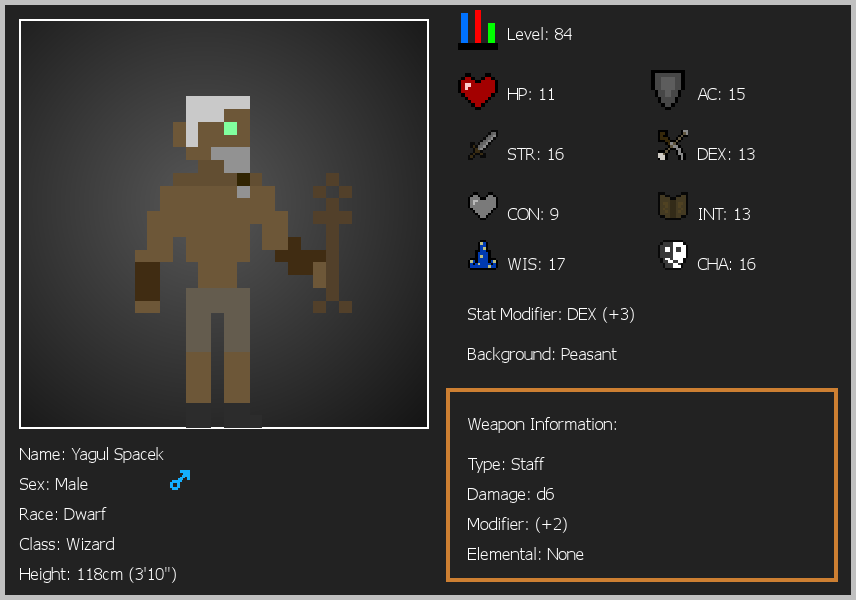 Level: 84
HP: 11
AC: 15
STR: 16
DEX: 13
CON: 9
INT: 13
WIS: 17
CHA: 16
Stat Modifier: DEX (+3)
Background: Peasant
Weapon Information:
Type: Staff
Damage: d6
Modifier: (+2)
Elemental: None
Name: Yagul Spacek
Sex: Male
Race: Dwarf
Class: Wizard
Height: 118cm (3'10")